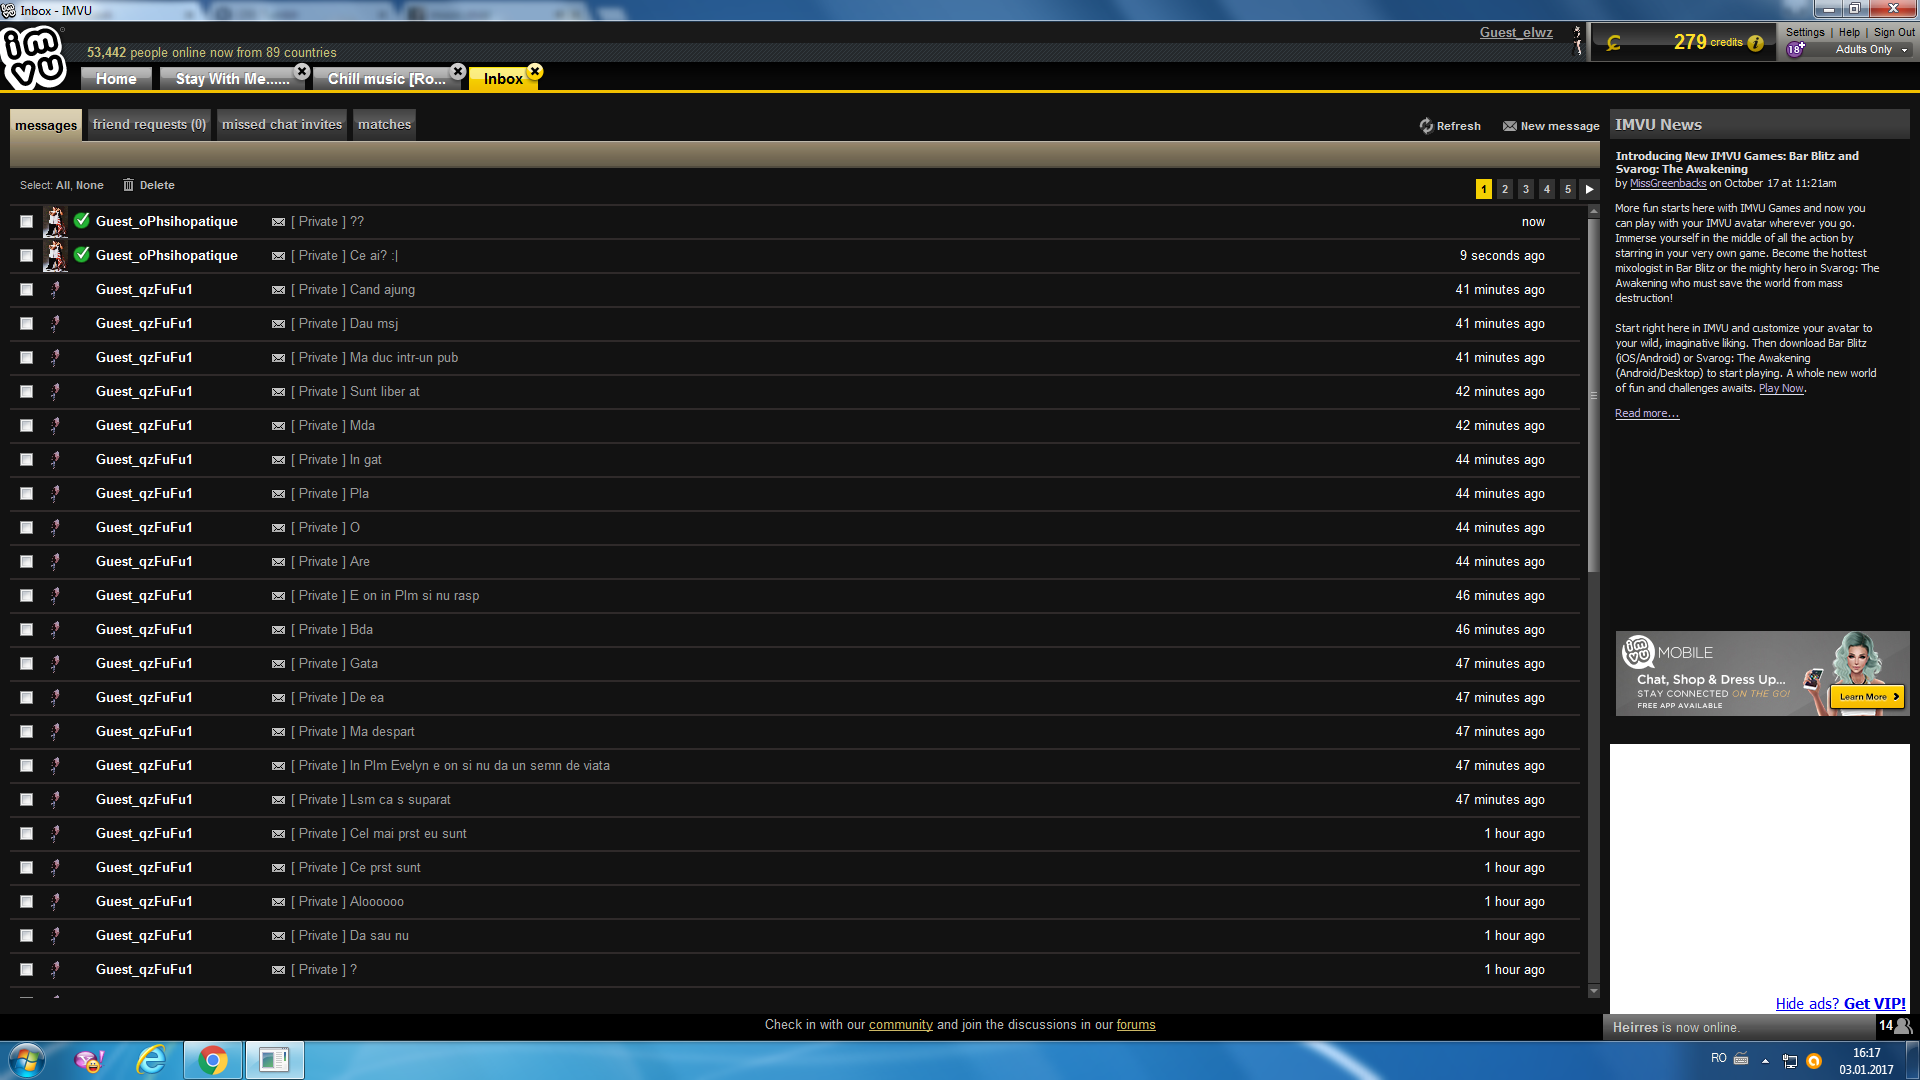 Inbox - IMVU
imvu
53,442 people online now from 89 countries
Guest_elwz
279 credits
Settings | Help | Sign Out
18+ Adults Only
Home
Stay With Me......
Chill music [Ro...
Inbox
messages
friend requests (0)
missed chat invites
matches
Refresh
New message
Select: All, None
Delete
1 2 3 4 5
Guest_oPhsihopatique [ Private ] ?? now
Guest_oPhsihopatique [ Private ] Ce ai? :| 9 seconds ago
Guest_qzFuFu1 [ Private ] Cand ajung 41 minutes ago
Guest_qzFuFu1 [ Private ] Dau msj 41 minutes ago
Guest_qzFuFu1 [ Private ] Ma duc intr-un pub 41 minutes ago
Guest_qzFuFu1 [ Private ] Sunt liber at 42 minutes ago
Guest_qzFuFu1 [ Private ] Mda 42 minutes ago
Guest_qzFuFu1 [ Private ] In gat 44 minutes ago
Guest_qzFuFu1 [ Private ] Pla 44 minutes ago
Guest_qzFuFu1 [ Private ] O 44 minutes ago
Guest_qzFuFu1 [ Private ] Are 44 minutes ago
Guest_qzFuFu1 [ Private ] E on in Plm si nu rasp 46 minutes ago
Guest_qzFuFu1 [ Private ] Bda 46 minutes ago
Guest_qzFuFu1 [ Private ] Gata 47 minutes ago
Guest_qzFuFu1 [ Private ] De ea 47 minutes ago
Guest_qzFuFu1 [ Private ] Ma despart 47 minutes ago
Guest_qzFuFu1 [ Private ] In Plm Evelyn e on si nu da un semn de viata 47 minutes ago
Guest_qzFuFu1 [ Private ] Lsm ca s suparat 47 minutes ago
Guest_qzFuFu1 [ Private ] Cel mai prst eu sunt 1 hour ago
Guest_qzFuFu1 [ Private ] Ce prst sunt 1 hour ago
Guest_qzFuFu1 [ Private ] Aloooooo 1 hour ago
Guest_qzFuFu1 [ Private ] Da sau nu 1 hour ago
Guest_qzFuFu1 [ Private ] ? 1 hour ago
IMVU News
Introducing New IMVU Games: Bar Blitz and
Svarog: The Awakening
by MissGreenbacks on October 17 at 11:21am
More fun starts here with IMVU Games and now you
can play with your IMVU avatar wherever you go.
Immerse yourself in the middle of all the action by
starring in your very own game. Become the hottest
mixologist in Bar Blitz or the mighty hero in Svarog: The
Awakening who must save the world from mass
destruction!
Start right here in IMVU and customize your avatar to
your wild, imaginative liking. Then download Bar Blitz
(iOS/Android) or Svarog: The Awakening
(Android/Desktop) to start playing. A whole new world
of fun and challenges awaits. Play Now.
Read more...
imvu MOBILE
Chat, Shop & Dress Up...
STAY CONNECTED ON THE GO!
FREE APP AVAILABLE
Learn More
Hide ads? Get VIP!
Check in with our community and join the discussions in our forums
Heirres is now online.
14
RO
16:17
03.01.2017